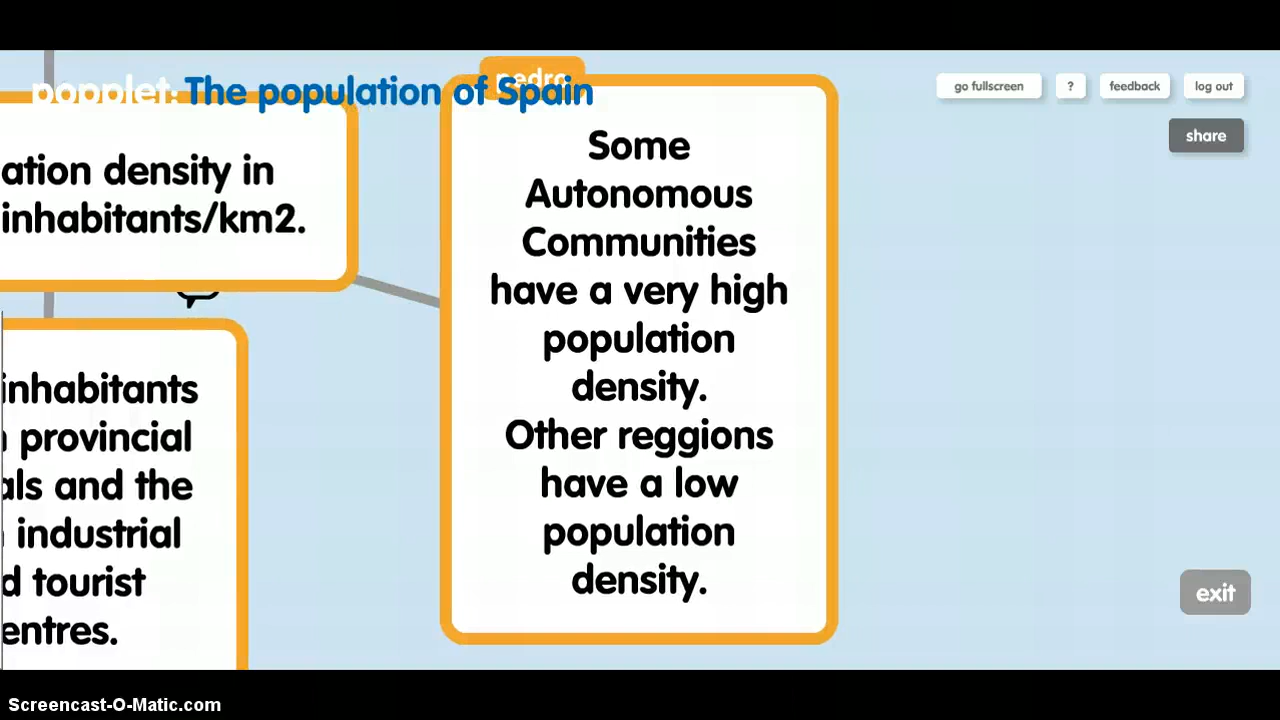 pedro
popplet: The population of Spain
go fullscreen
?
feedback
log out
share
ation density in
inhabitants/km2.
Some
Autonomous
Communities
have a very high
population
density.
Other reggions
have a low
population
density.
inhabitants
provincial
als and the
industrial
d tourist
entres.
exit
Screencast-O-Matic.com